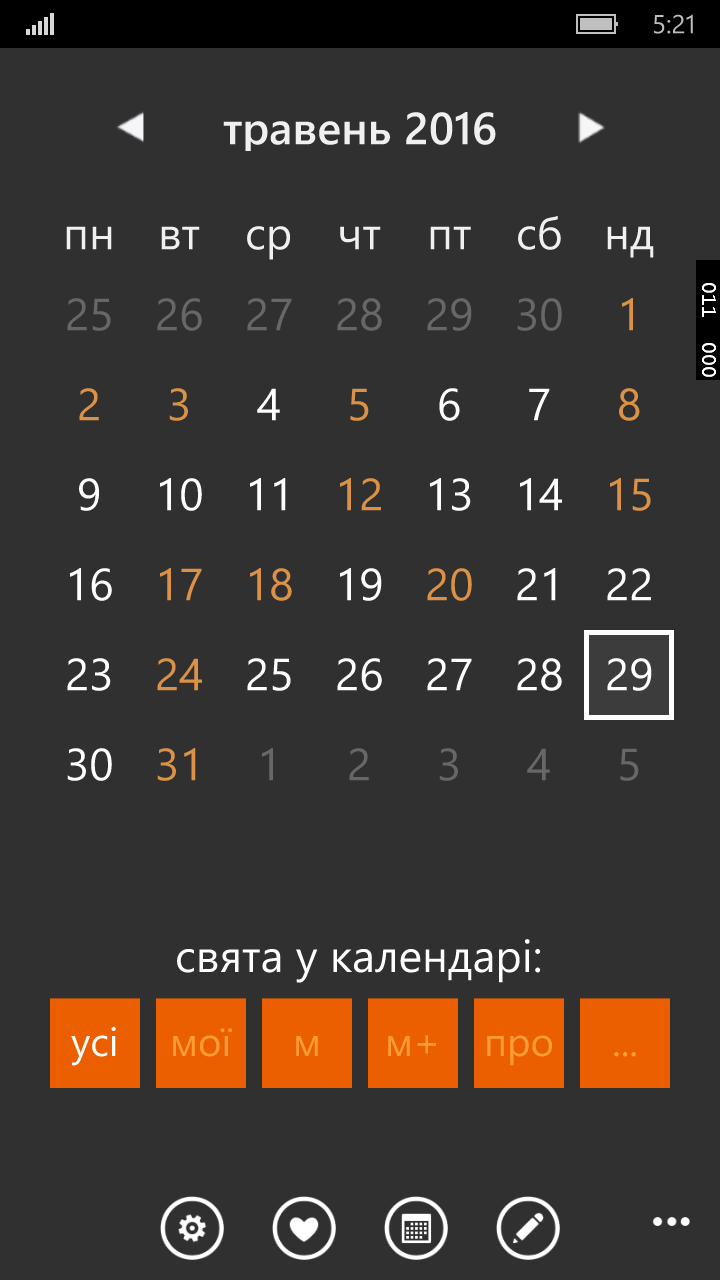 5:21
травень 2016
пн вт ср чт пт сб нд
25 26 27 28 29 30 1
2 3 4 5 6 7 8
9 10 11 12 13 14 15
16 17 18 19 20 21 22
23 24 25 26 27 28 29
30 31 1 2 3 4 5
011 000
свята у календарі:
усі мої м м+ про ...